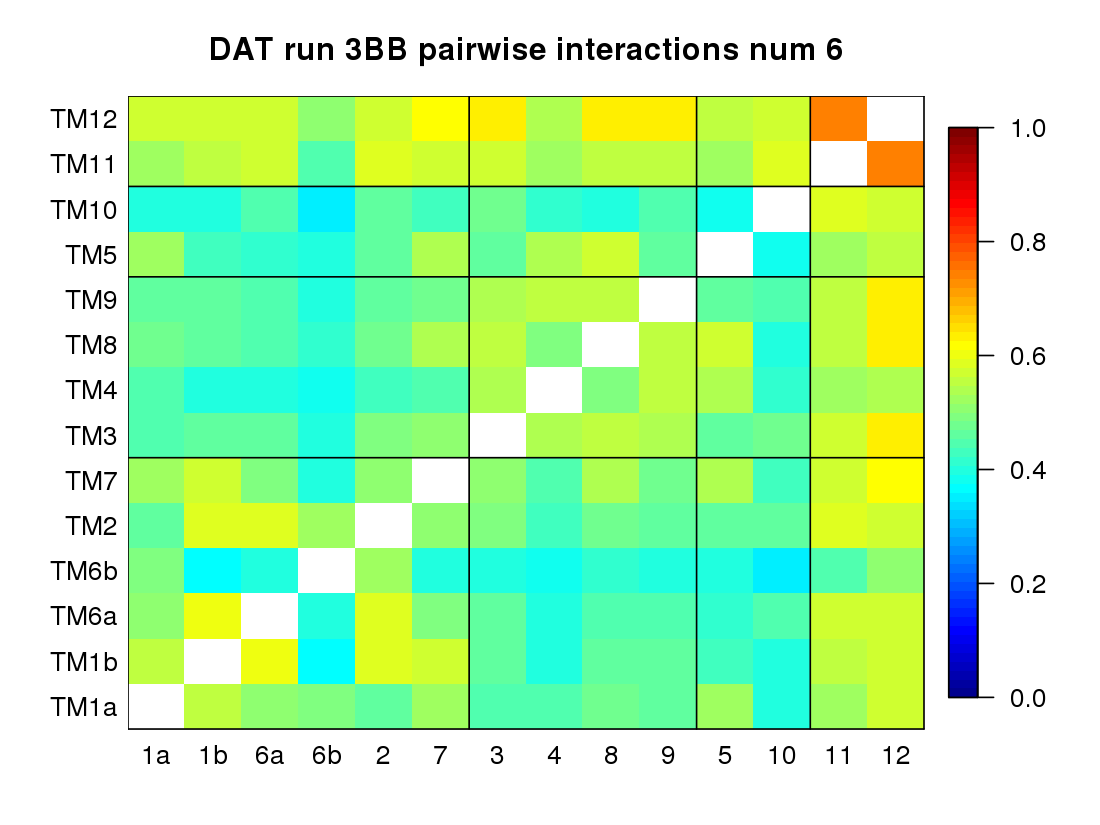 DAT run 3BB pairwise interactions num 6
TM12
TM11
TM10
TM5
TM9
TM8
TM4
TM3
TM7
TM2
TM6b
TM6a
TM1b
TM1a
1a 1b 6a 6b 2 7 3 4 8 9 5 10 11 12
1.0
0.8
0.6
0.4
0.2
0.0